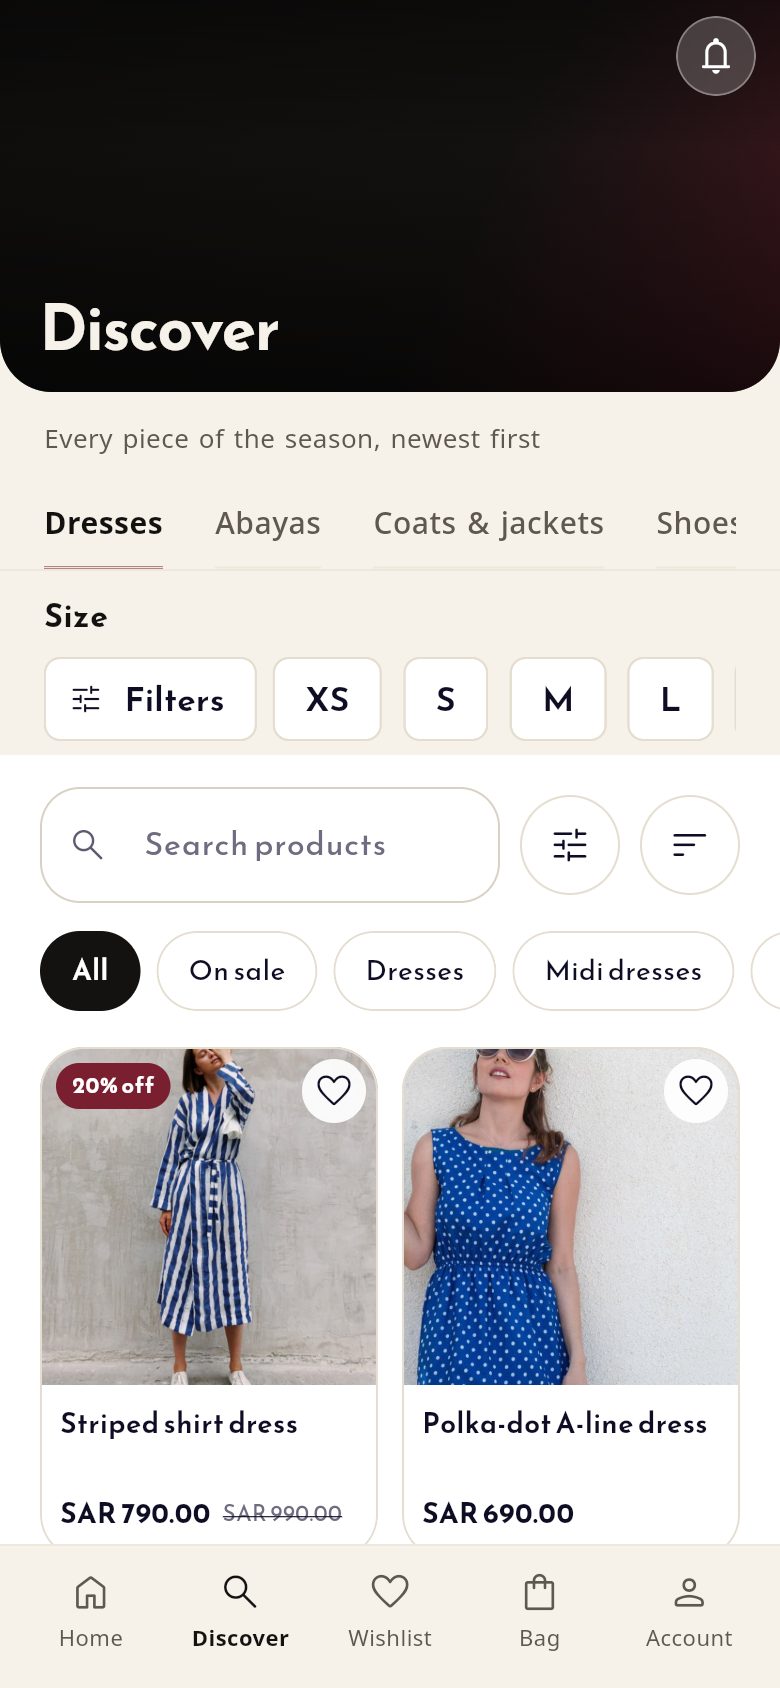 Discover
Every piece of the season, newest first
Dresses Abayas Coats & jackets Shoes
Size
Filters XS S M L
Search products
All On sale Dresses Midi dresses
20% off
Striped shirt dress Polka-dot A-line dress
SAR 790.00 SAR 990.00 SAR 690.00
Home Discover Wishlist Bag Account